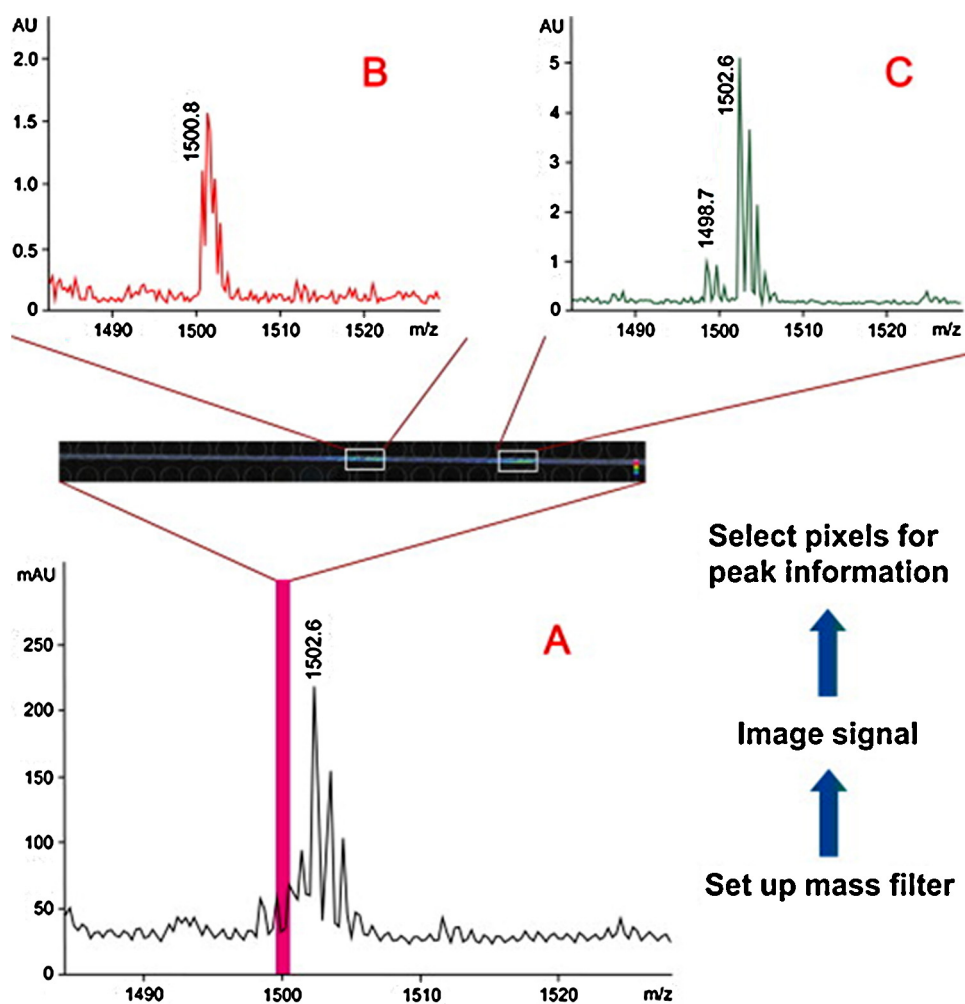 AU
B
2.0
1.5
1.0
0.5
0
1500.8
1490
1500
1510
1520
m/z
AU
C
5
4
3
2
1
0
1498.7
1502.6
1490
1500
1510
1520
m/z
mAU
A
250
200
150
100
50
0
1502.6
1490
1500
1510
1520
m/z
Select pixels for
peak information
Image signal
Set up mass filter